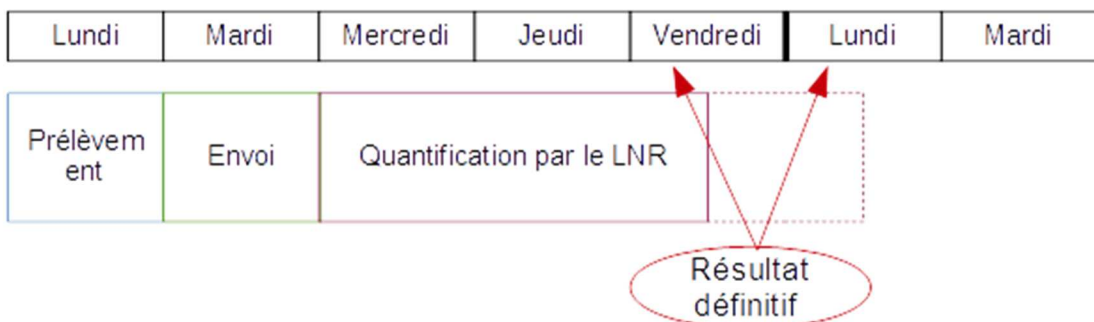 Lundi Mardi Mercredi Jeudi Vendredi Lundi Mardi
Prélèvem
ent
Envoi
Quantification par le LNR
Résultat
définitif